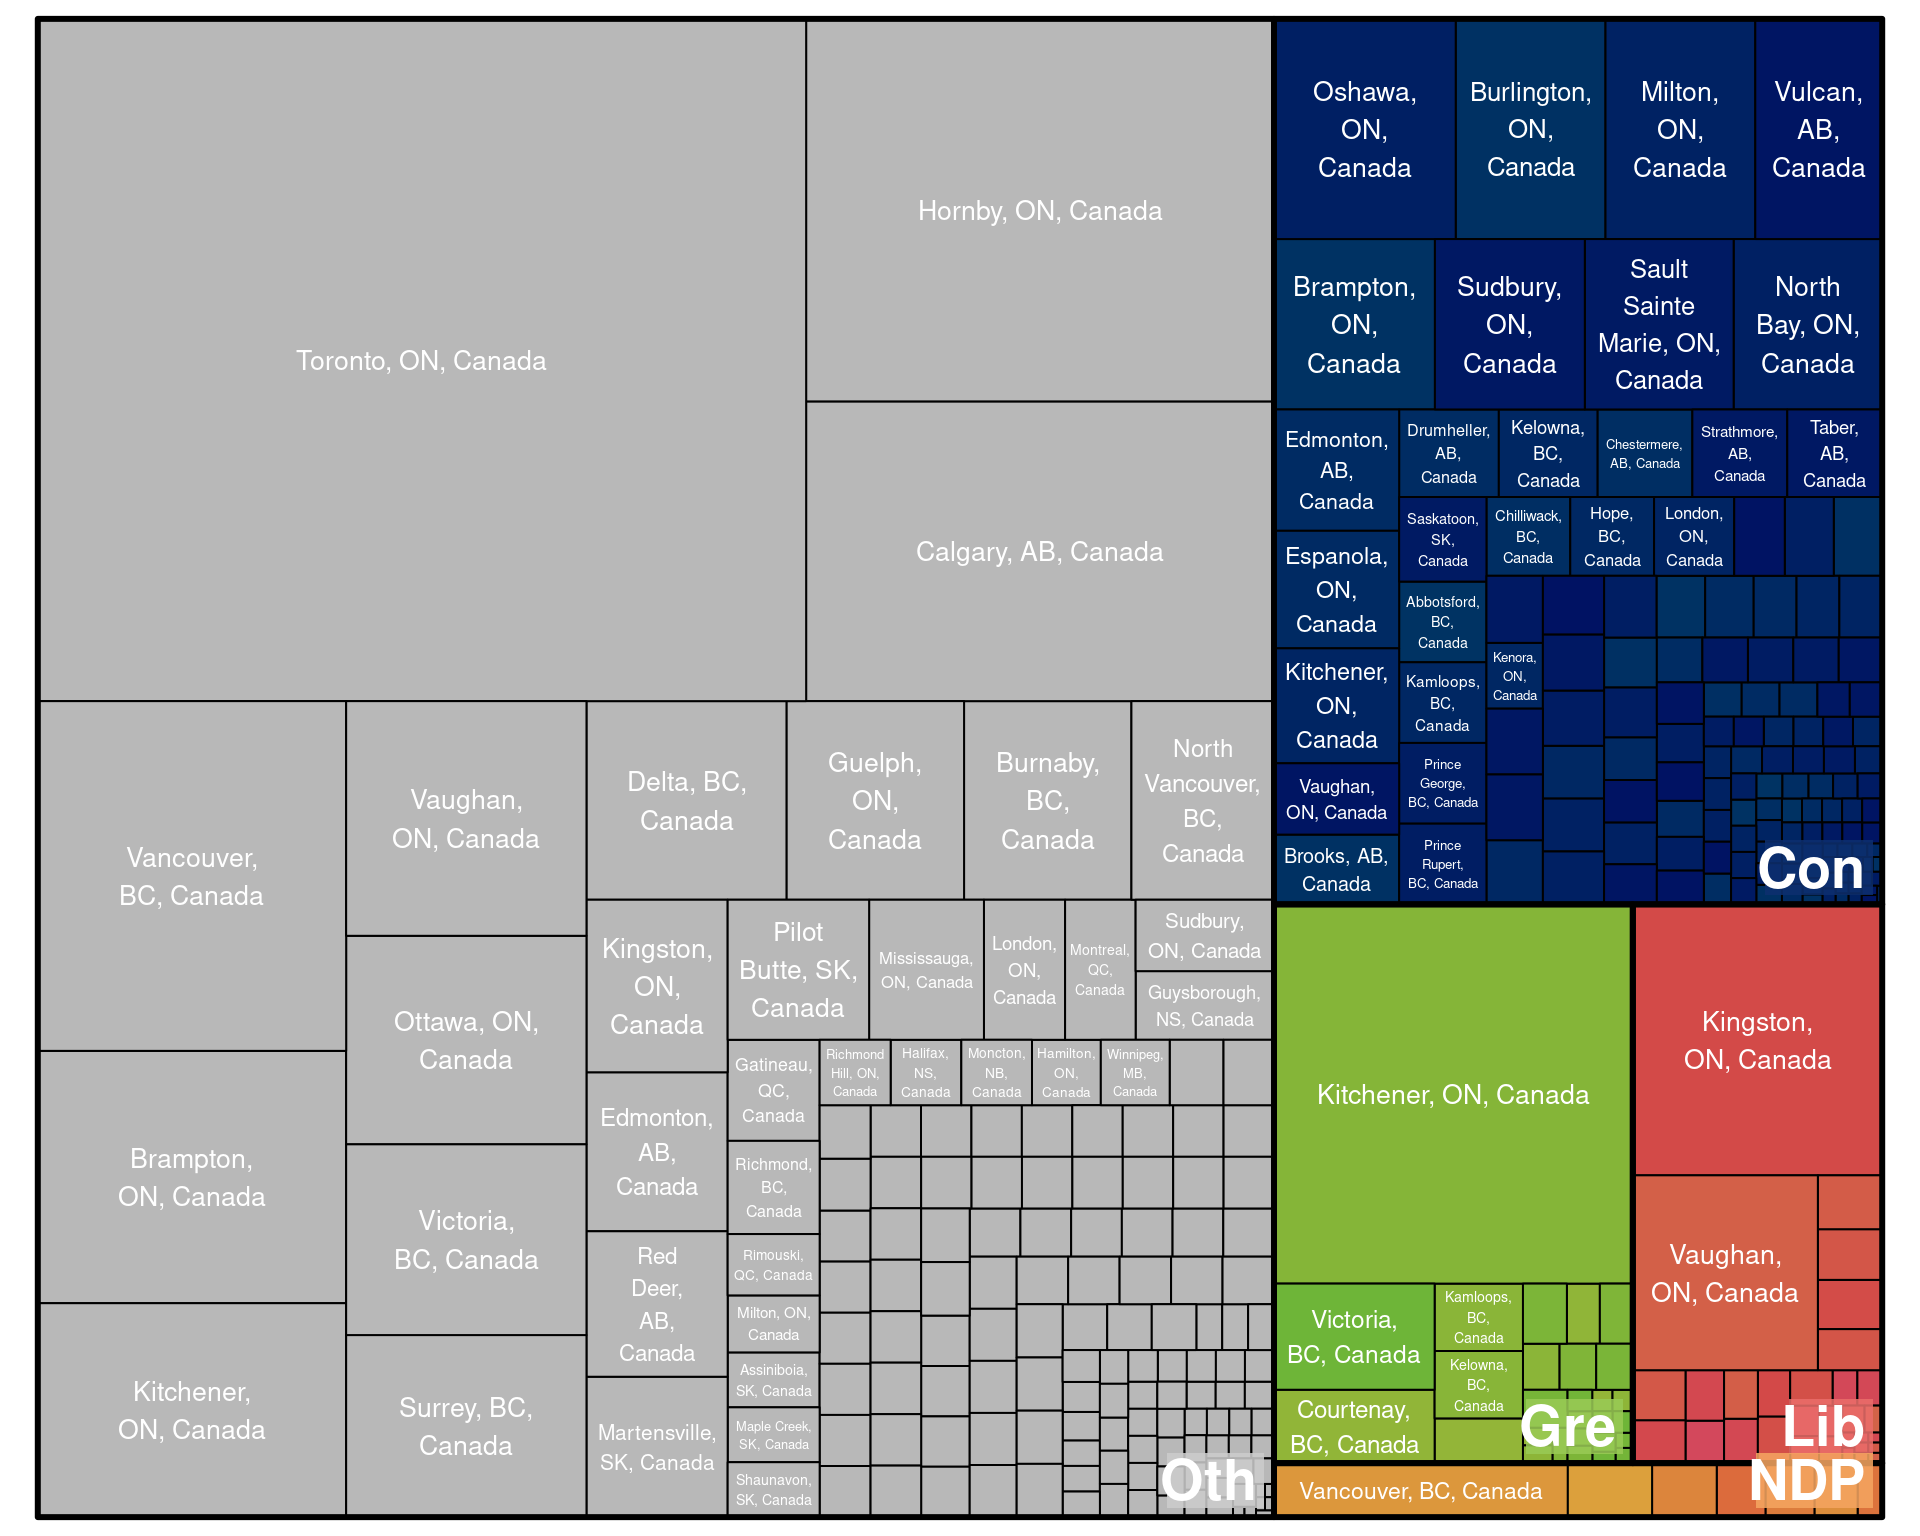 Toronto, ON, Canada
Hornby, ON, Canada
Calgary, AB, Canada
Vancouver,
BC, Canada
Brampton,
ON, Canada
Kitchener,
ON, Canada
Vaughan,
ON, Canada
Ottawa, ON,
Canada
Victoria,
BC, Canada
Surrey, BC,
Canada
Delta, BC,
Canada
Guelph,
ON,
Canada
Burnaby,
BC,
Canada
North
Vancouver,
BC,
Canada
Kingston,
ON,
Canada
Edmonton,
AB,
Canada
Red
Deer,
AB,
Canada
Martensville,
SK, Canada
Pilot
Butte, SK,
Canada
Mississauga,
ON, Canada
London,
ON,
Canada
Montreal,
QC,
Canada
Sudbury,
ON, Canada
Guysborough,
NS, Canada
Gatineau,
QC,
Canada
Richmond,
BC,
Canada
Rimouski,
QC, Canada
Milton, ON,
Canada
Assiniboia,
SK, Canada
Maple Creek,
SK, Canada
Shaunavon,
SK, Canada
Richmond
Hill, ON,
Canada
Halifax,
NS,
Canada
Moncton,
NB,
Canada
Hamilton,
ON,
Canada
Winnipeg,
MB,
Canada
Oth
Oshawa,
ON,
Canada
Burlington,
ON,
Canada
Milton,
ON,
Canada
Vulcan,
AB,
Canada
Brampton,
ON,
Canada
Sudbury,
ON,
Canada
Sault
Sainte
Marie, ON,
Canada
North
Bay, ON,
Canada
Edmonton,
AB,
Canada
Espanola,
ON,
Canada
Kitchener,
ON,
Canada
Vaughan,
ON, Canada
Brooks, AB,
Canada
Drumheller,
AB,
Canada
Kelowna,
BC,
Canada
Chestermere,
AB, Canada
Strathmore,
AB,
Canada
Taber,
AB,
Canada
Saskatoon,
SK,
Canada
Abbotsford,
BC,
Canada
Kamloops,
BC,
Canada
Prince
George,
BC, Canada
Prince
Rupert,
BC, Canada
Chilliwack,
BC,
Canada
Hope,
BC,
Canada
London,
ON,
Canada
Kenora,
ON,
Canada
Con
Kitchener, ON, Canada
Victoria,
BC, Canada
Courtenay,
BC, Canada
Kamloops,
BC,
Canada
Kelowna,
BC,
Canada
Gre
Kingston,
ON, Canada
Vaughan,
ON, Canada
Lib
Vancouver, BC, Canada
NDP